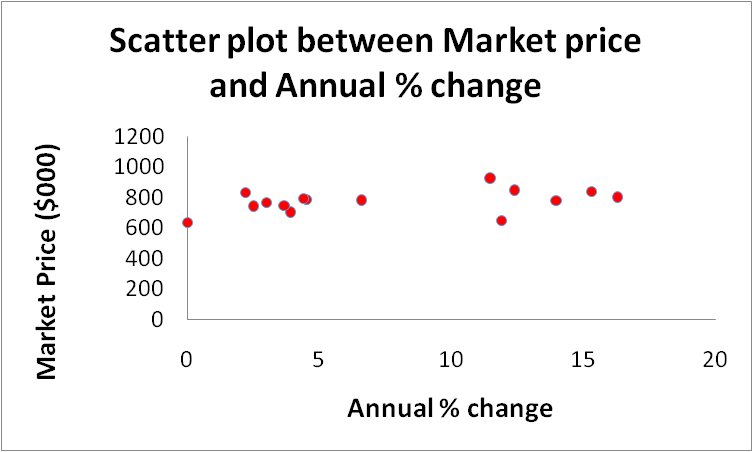 Scatter plot between Market price
and Annual % change
Market Price ($000)
1200
1000
800
600
400
200
0
0 5 10 15 20
Annual % change